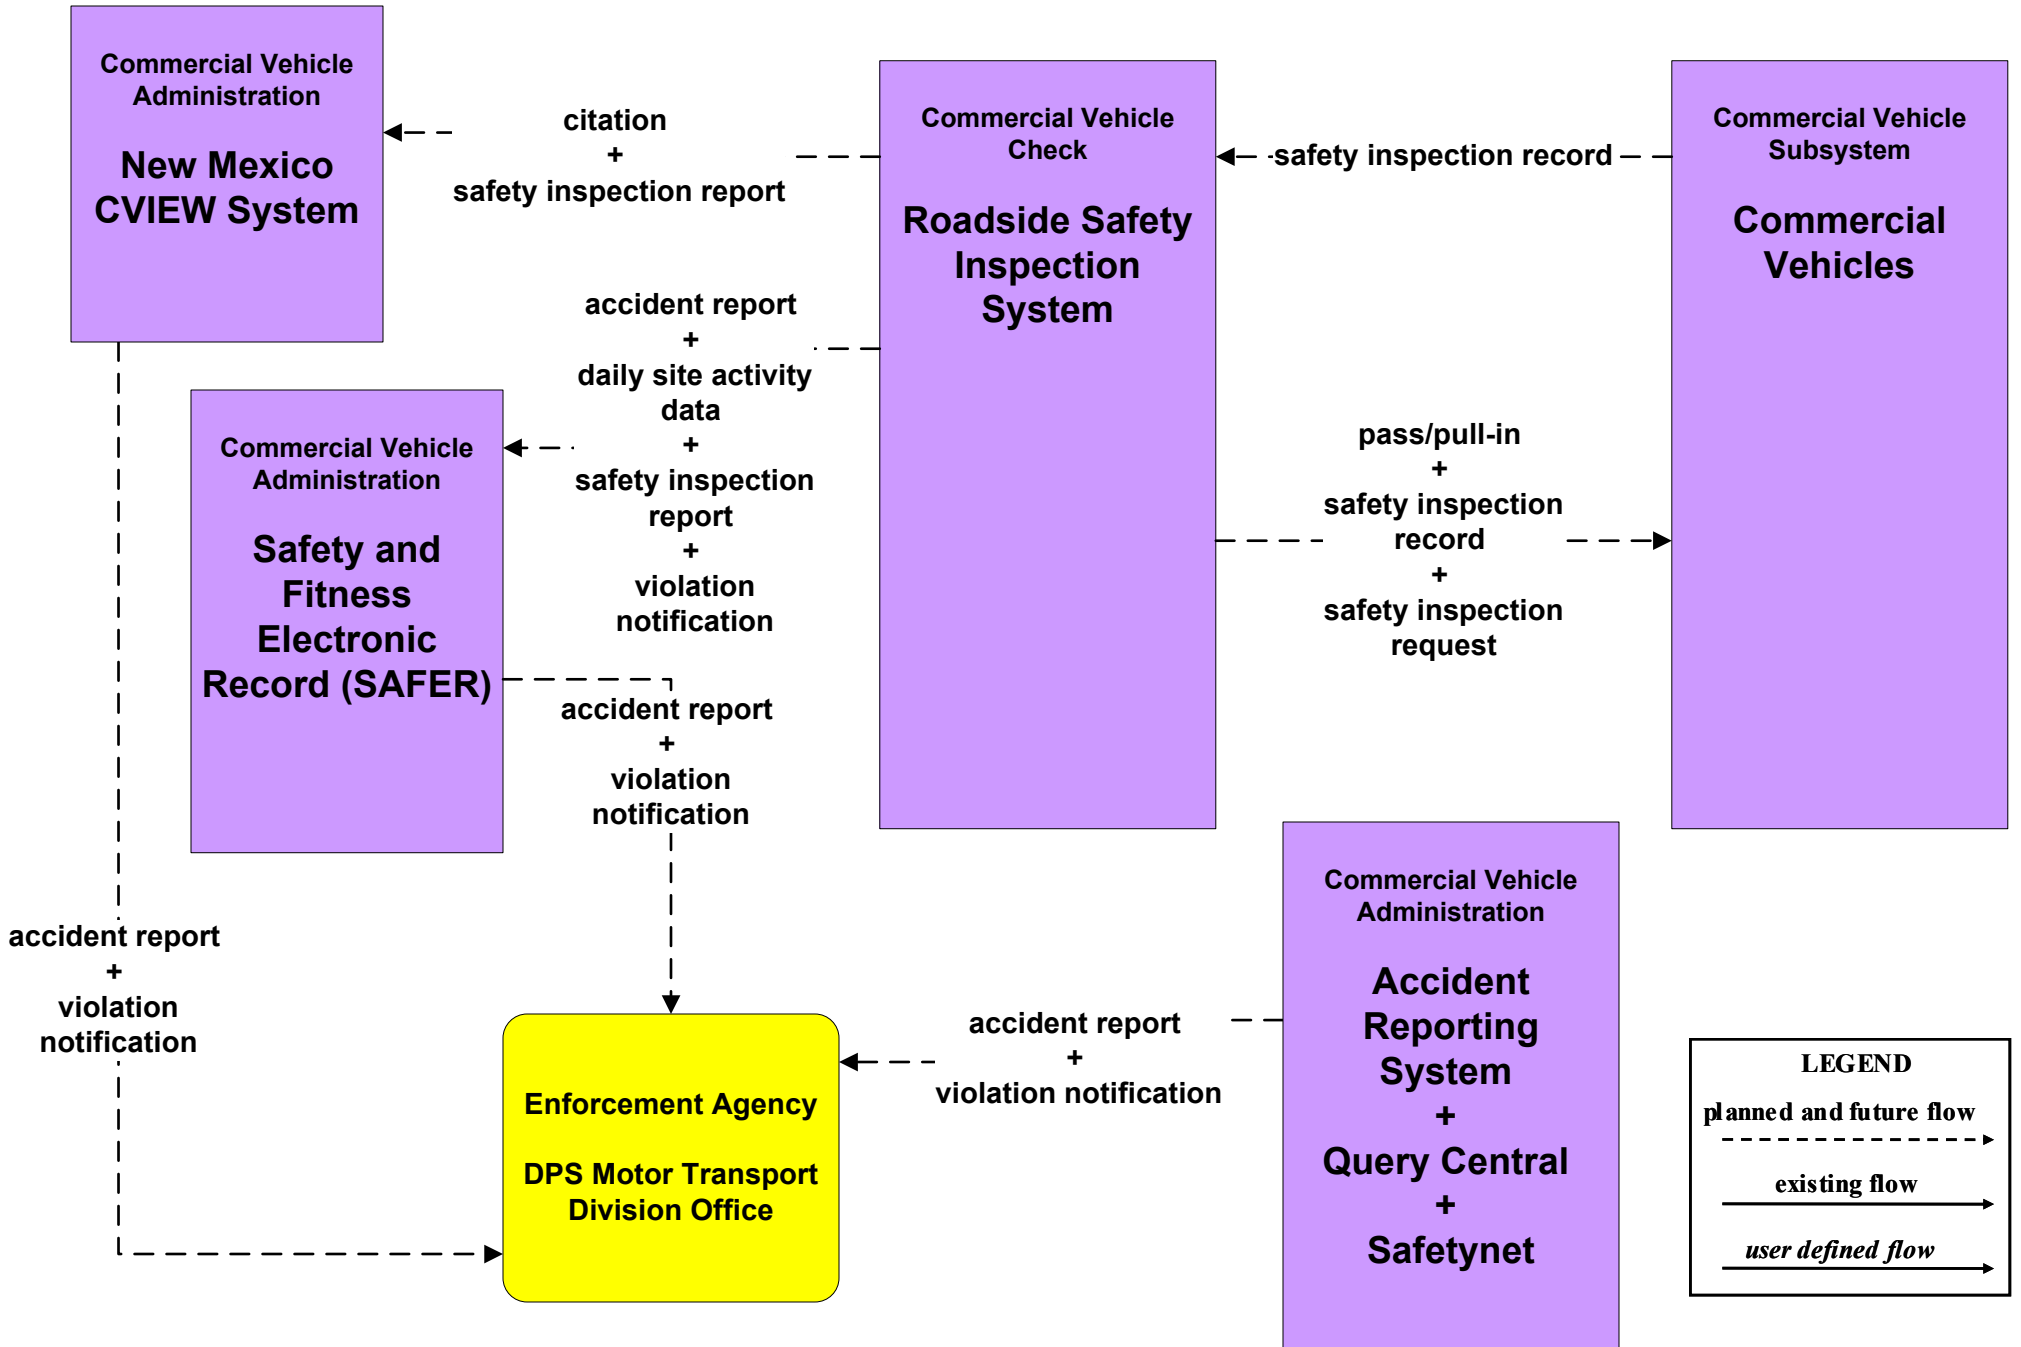 Commercial Vehicle
Administration
New Mexico
CVIEW System
citation
+
safety inspection report
Commercial Vehicle
Check
Roadside Safety
Inspection
System
safety inspection record
Commercial Vehicle
Subsystem
Commercial
Vehicles
accident report
+
daily site activity
data
+
safety inspection
report
+
violation
notification
Commercial Vehicle
Administration
Safety and
Fitness
Electronic
Record (SAFER)
pass/pull-in
+
safety inspection
record
+
safety inspection
request
accident report
+
violation
notification
accident report
+
violation
notification
Enforcement Agency
DPS Motor Transport
Division Office
accident report
+
violation notification
Commercial Vehicle
Administration
Accident
Reporting
System
+
Query Central
+
Safetynet
LEGEND
planned and future flow
existing flow
user defined flow